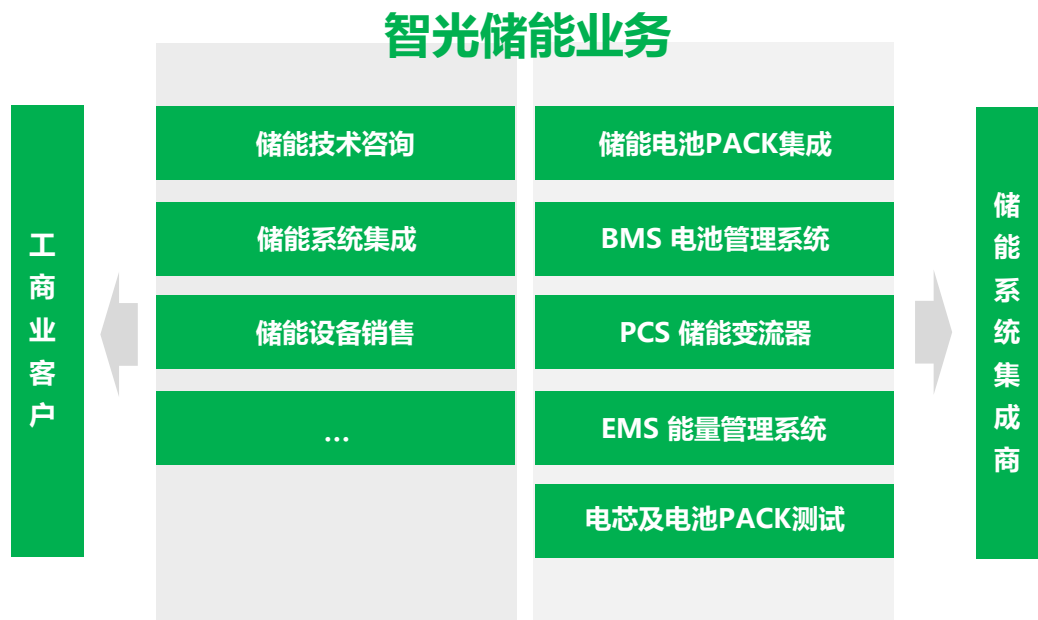 智光储能业务
工商业客户
储能技术咨询
储能系统集成
储能设备销售
...
储能电池PACK集成
BMS 电池管理系统
PCS 储能变流器
EMS 能量管理系统
电芯及电池PACK测试
储能系统集成商